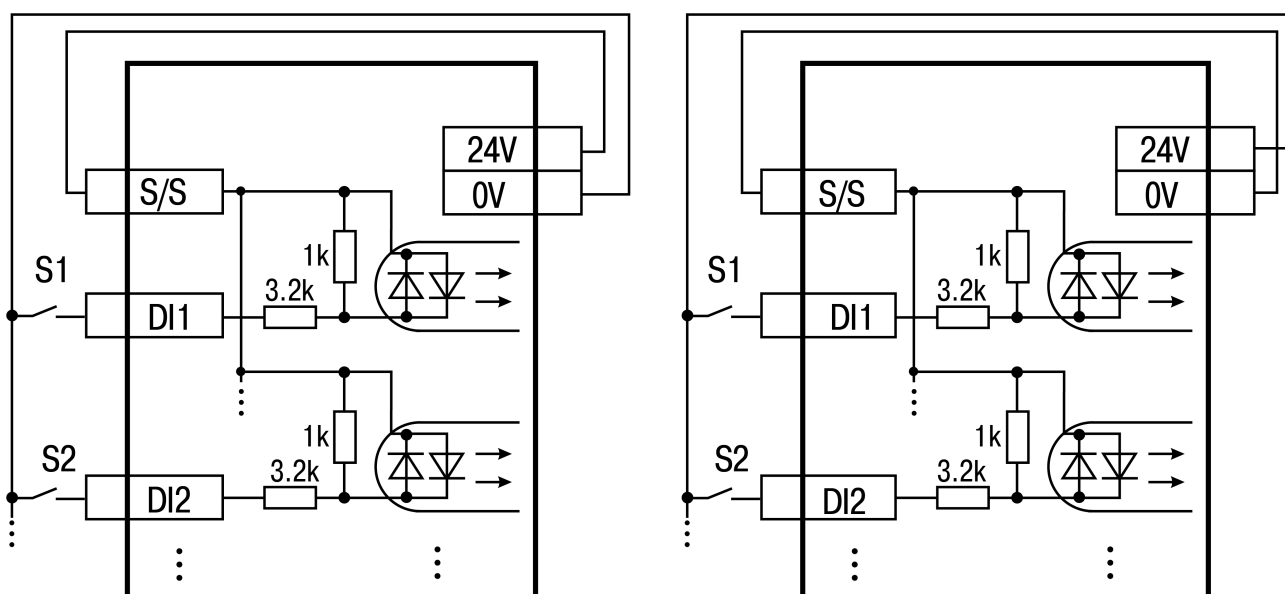 24V
S/S
0V
1k
S1
3.2k
DI1
1k
S2
3.2k
DI2
24V
S/S
0V
1k
S1
3.2k
DI1
1k
S2
3.2k
DI2